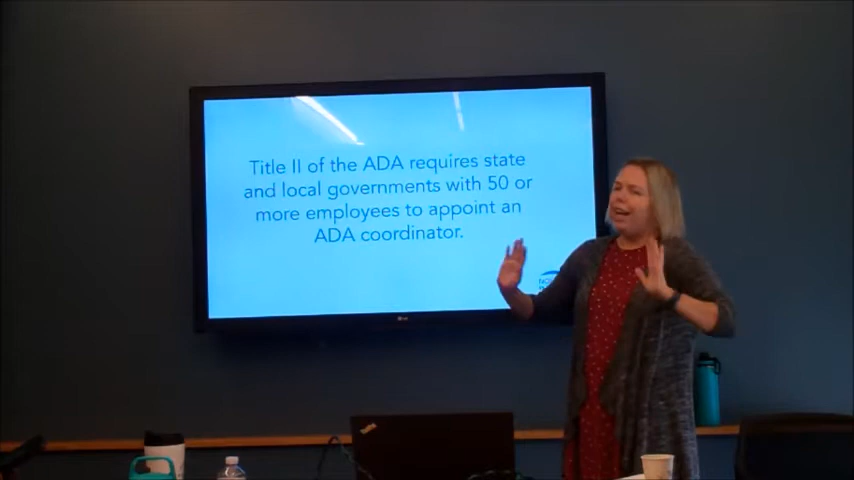 Title II of the ADA requires state
and local governments with 50 or
more employees to appoint an
ADA coordinator.
LG